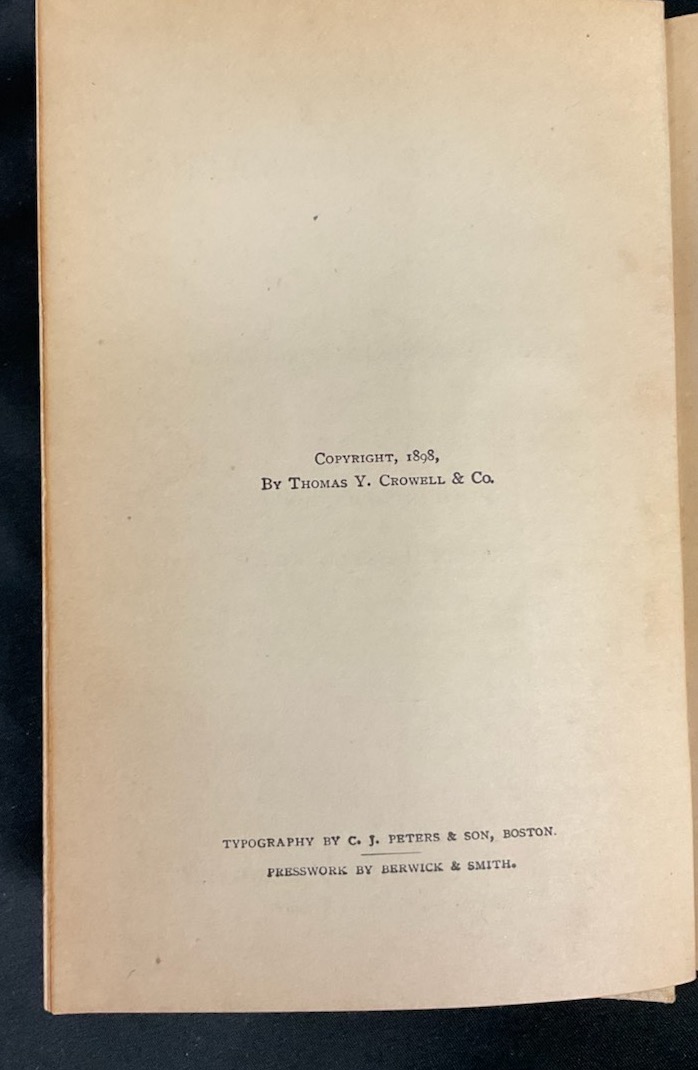 Copyright, 1898,
By Thomas Y. Crowell & Co.
TYPOGRAPHY BY C. J. PETERS & SON, BOSTON.
PRESSWORK BY BERWICK & SMITH.